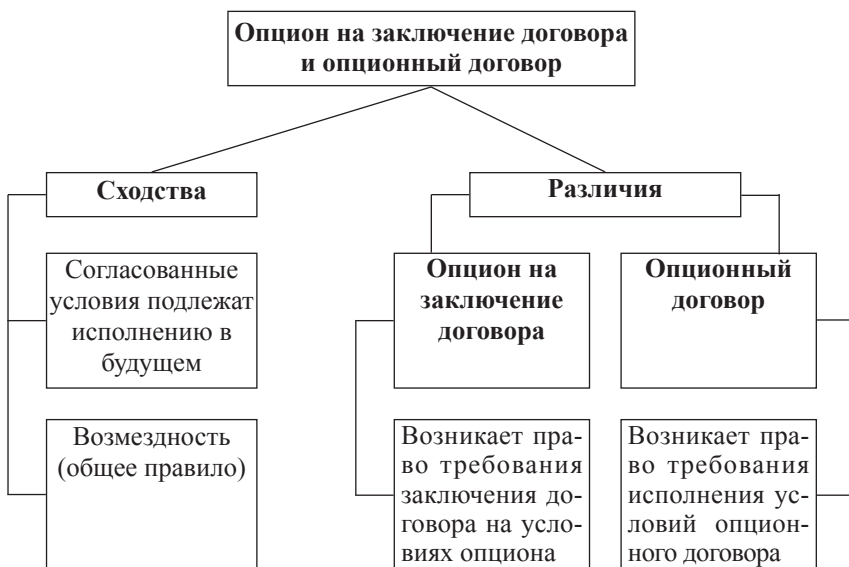 Опцион на заключение договора
и опционный договор
Сходства
Различия
Согласованные
условия подлежат
исполнению в
будущем
Опцион на
заключение
договора
Опционный
договор
Возмездность
(общее правило)
Возникает пра-
во требования
заключения до-
говора на усло-
виях опциона
Возникает пра-
во требования
исполнения ус-
ловий опцион-
ного договора